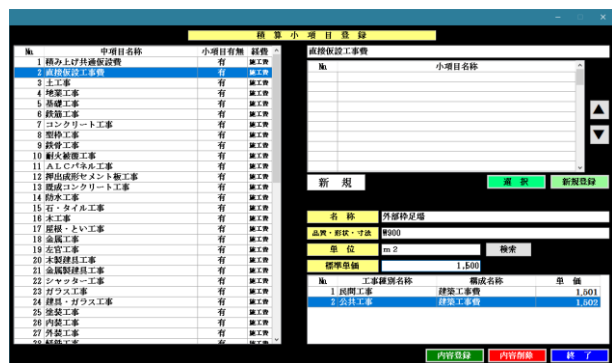 積算小項目登録
№ 中項目名称 小項目有無 経費
1 積み上げ共通仮設費 有 施工費
2 直接仮設工事費 有 施工費
3 土工事 有 施工費
4 地業工事 有 施工費
5 基礎工事 有 施工費
6 鉄筋工事 有 施工費
7 コンクリート工事 有 施工費
8 型枠工事 有 施工費
9 鉄骨工事 有 施工費
10 耐火被覆工事 有 施工費
11 ALCパネル工事 有 施工費
12 押出成形セメント板工事 有 施工費
13 既成コンクリート工事 有 施工費
14 防水工事 有 施工費
15 石・タイル工事 有 施工費
16 木工事 有 施工費
17 屋根・とい工事 有 施工費
18 金属工事 有 施工費
19 左官工事 有 施工費
20 木製建具工事 有 施工費
21 金属製建具工事 有 施工費
22 シャッター工事 有 施工費
23 ガラス工事 有 施工費
24 建具・ガラス工事 有 施工費
25 塗装工事 有 施工費
26 内装工事 有 施工費
27 外装工事 有 施工費
直接仮設工事費
№ 小項目名称
▲
▼
新規 選択 新規登録
名称 外部枠足場
品質・形状・寸法 W900
単位 m2 検索
標準単価 1,500
№ 工事種別名称 構成名称 単価
1 民間工事 建築工事費 1,501
2 公共工事 建築工事費 1,502
内容登録 内容削除 終了